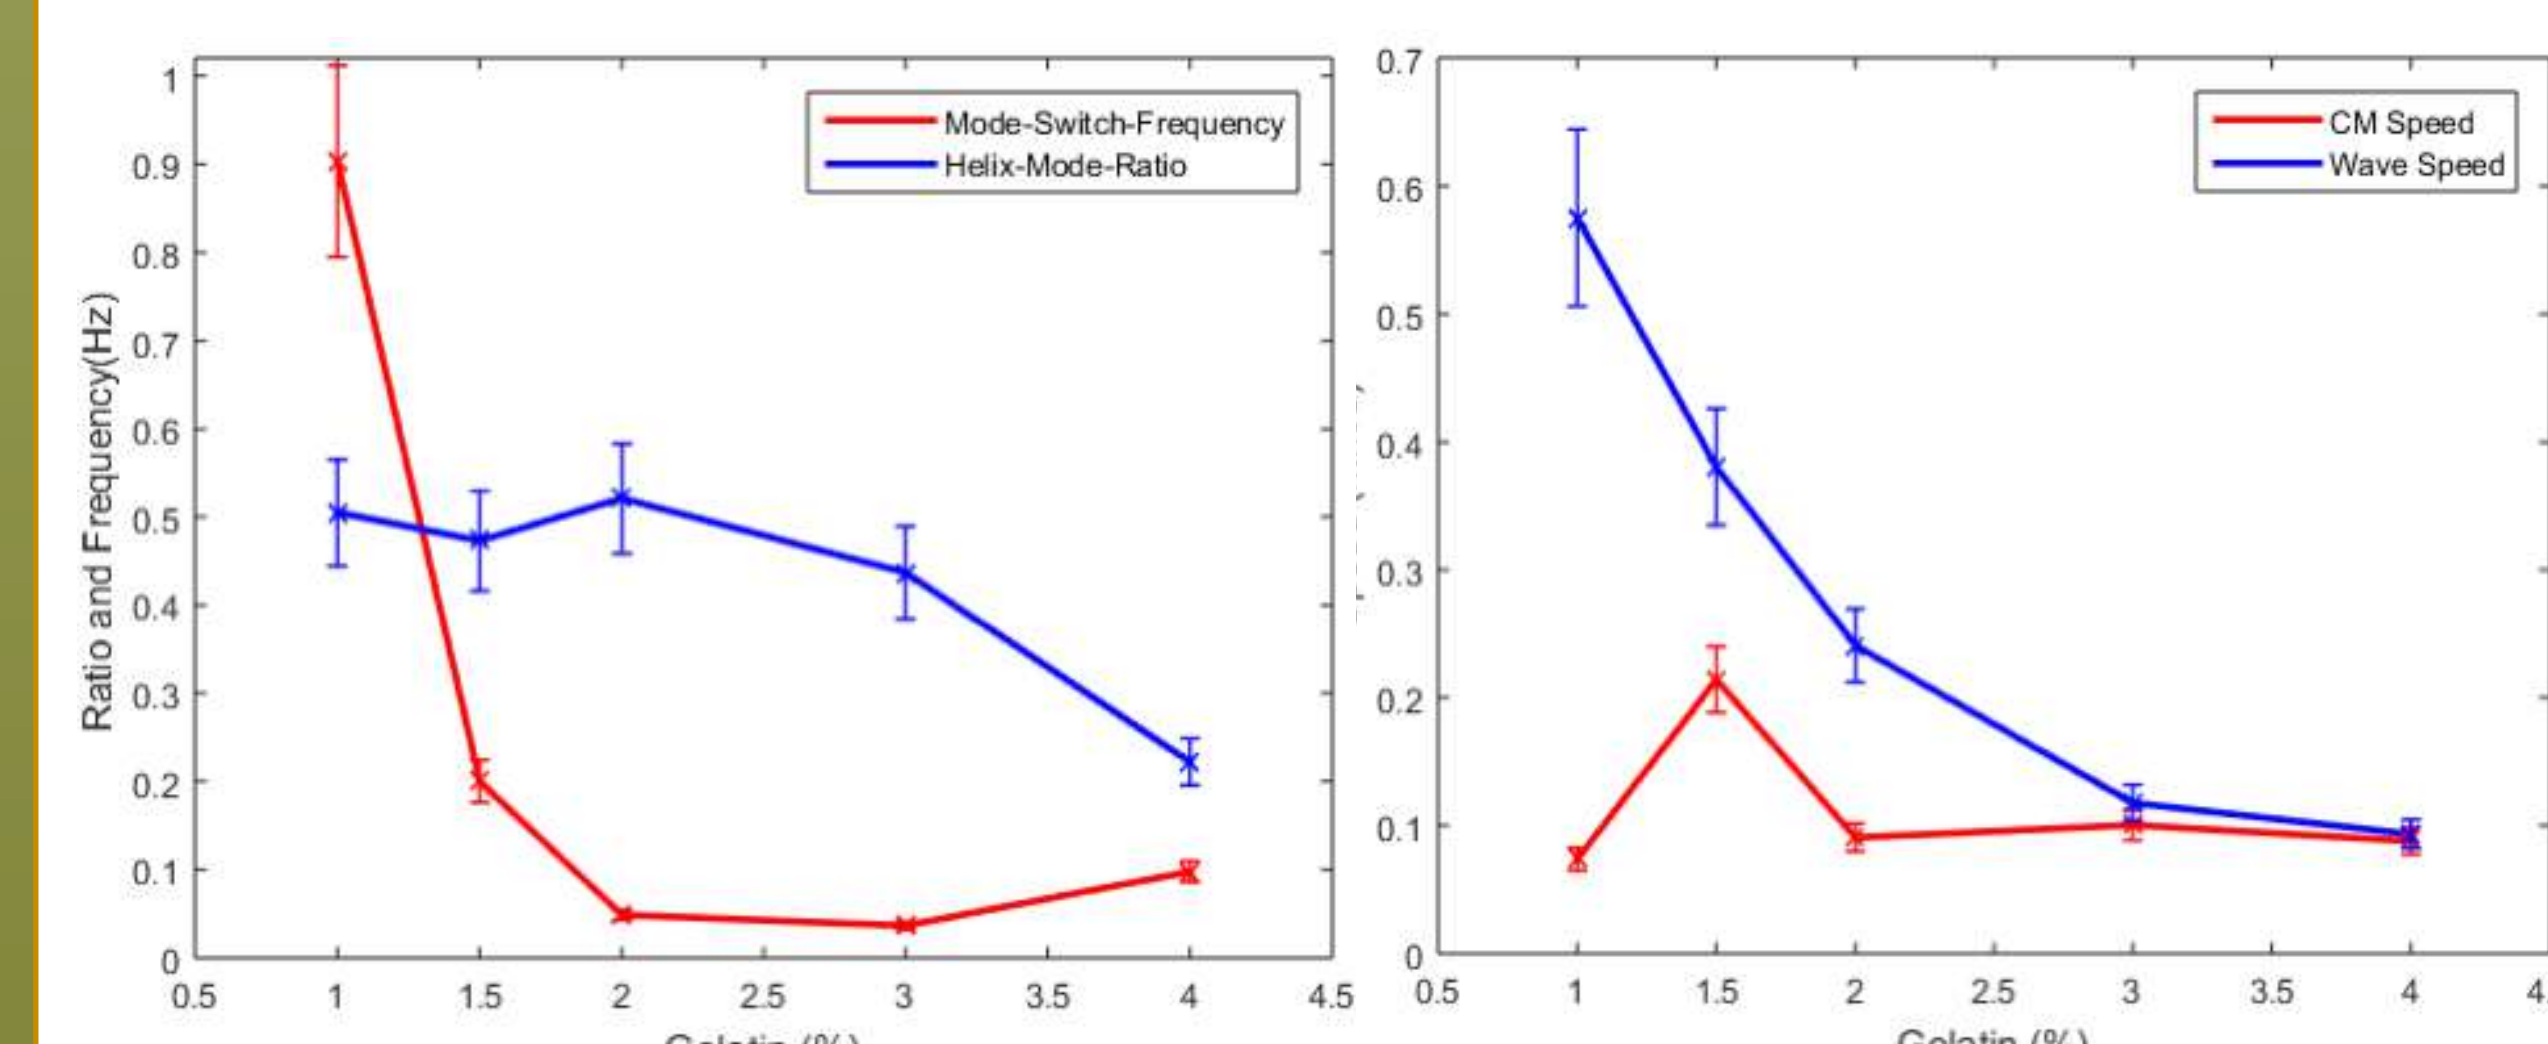 1
0.9
0.8
0.7
0.6
0.5
0.4
0.3
0.2
0.1
0
Ratio and Frequency(Hz)
Mode-Switch-Frequency
Helix-Mode-Ratio
0.5 1 1.5 2 2.5 3 3.5 4 4.5
Gelatin (%)
0.7
0.6
0.5
0.4
0.3
0.2
0.1
0
CM Speed
Wave Speed
0.5 1 1.5 2 2.5 3 3.5 4 4
Gelatin (%)